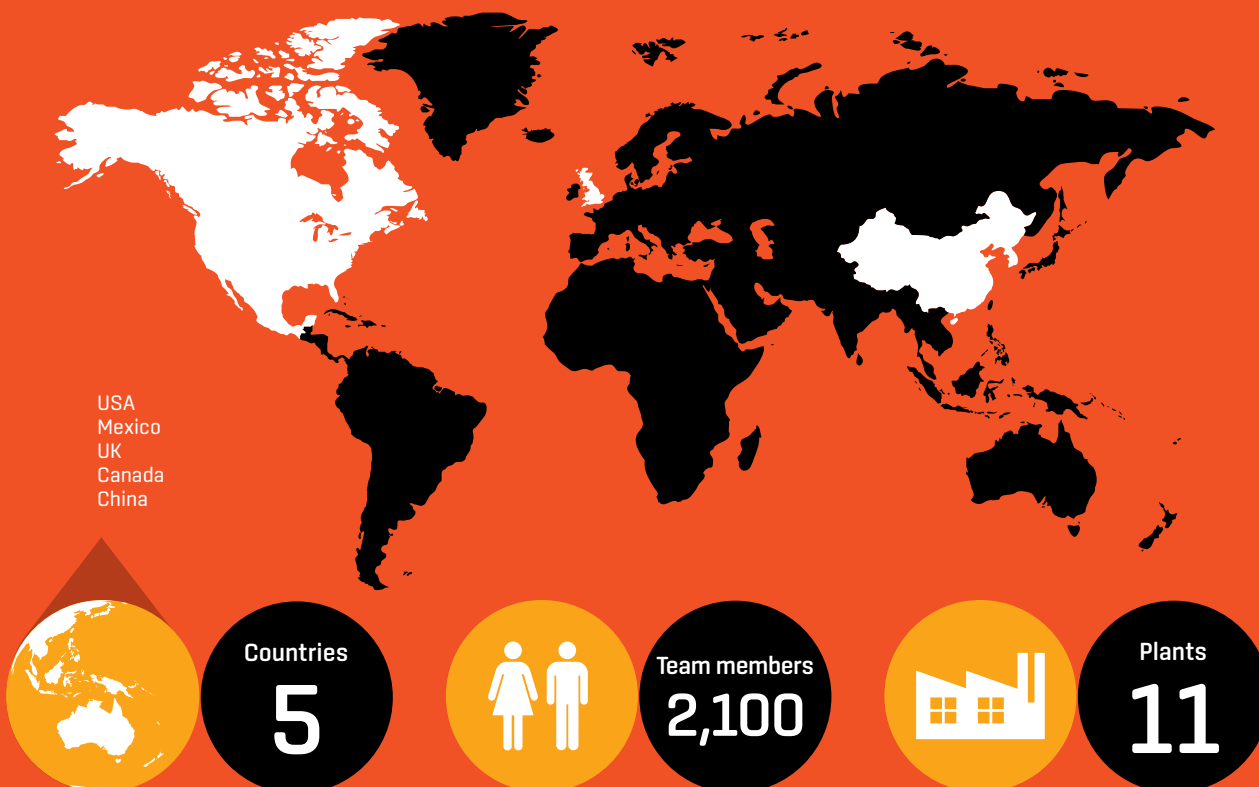 USA
Mexico
UK
Canada
China
Countries
5
Team members
2,100
Plants
11